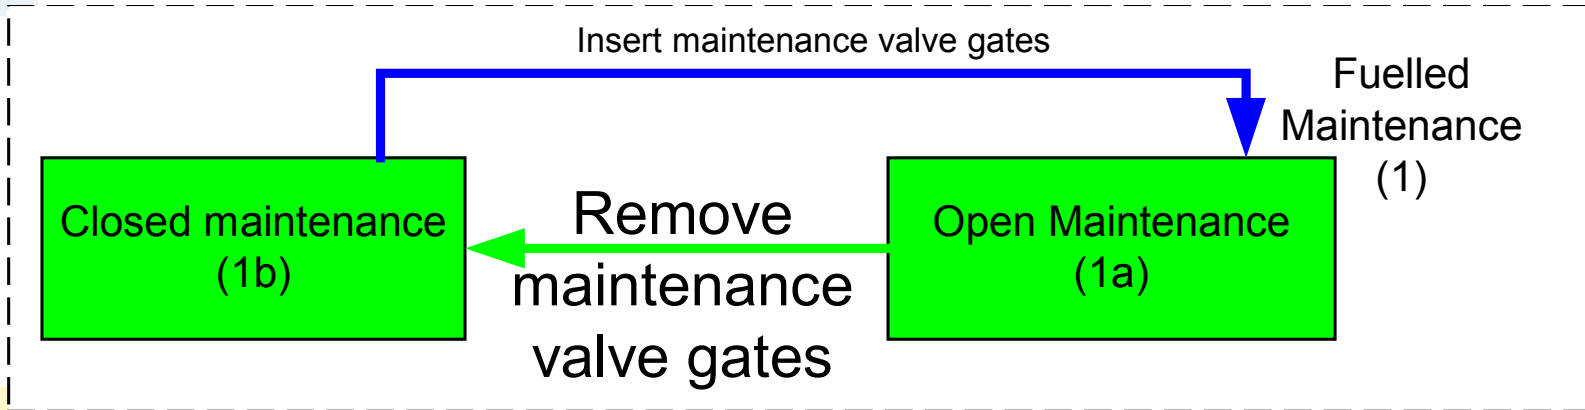 Insert maintenance valve gates
Fuelled
Maintenance
(1)
Closed maintenance
(1b)
Remove
maintenance
valve gates
Open Maintenance
(1a)